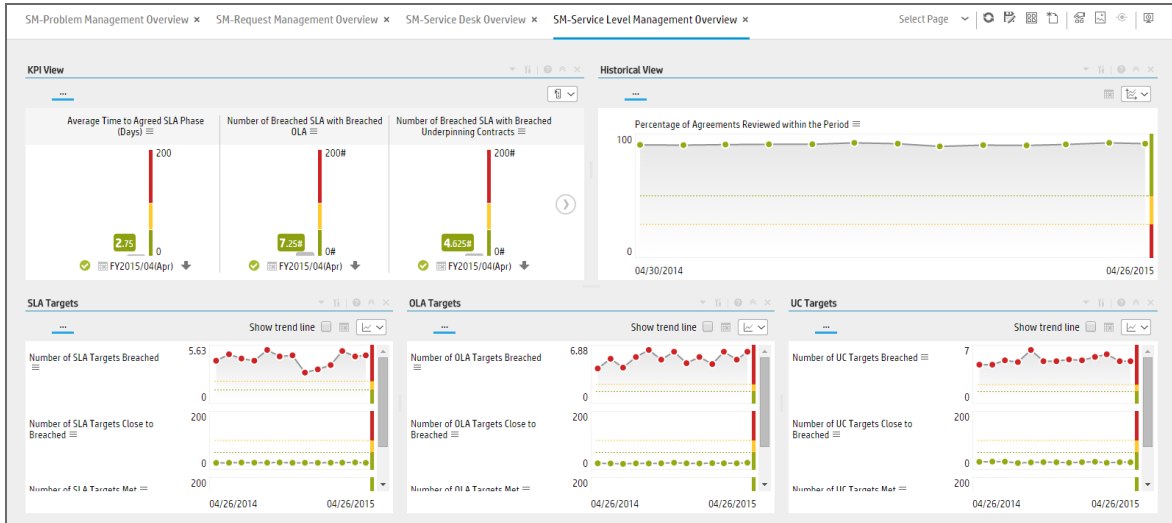 SM-Problem Management Overview × SM-Request Management Overview × SM-Service Desk Overview × SM-Service Level Management Overview × Select Page
KPI View
...
Average Time to Agreed SLA Phase
(Days)
200
2.75
0
FY2015/04(Apr)
Number of Breached SLA with Breached
OLA
200#
7.25#
0#
FY2015/04(Apr)
Number of Breached SLA with Breached
Underpinning Contracts
200#
4.625#
0#
FY2015/04(Apr)
Historical View
...
Percentage of Agreements Reviewed within the Period
100
0
04/30/2014 04/26/2015
SLA Targets
...
Show trend line
Number of SLA Targets Breached
5.63
0
Number of SLA Targets Close to
Breached
200
0
Number of SLA Targets Met
200
04/26/2014 04/26/2015
OLA Targets
...
Show trend line
Number of OLA Targets Breached
6.88
0
Number of OLA Targets Close to
Breached
200
0
Number of OLA Targets Met
200
04/26/2014 04/26/2015
UC Targets
...
Show trend line
Number of UC Targets Breached
7
0
Number of UC Targets Close to
Breached
200
0
Number of UC Targets Met
200
04/26/2014 04/26/2015